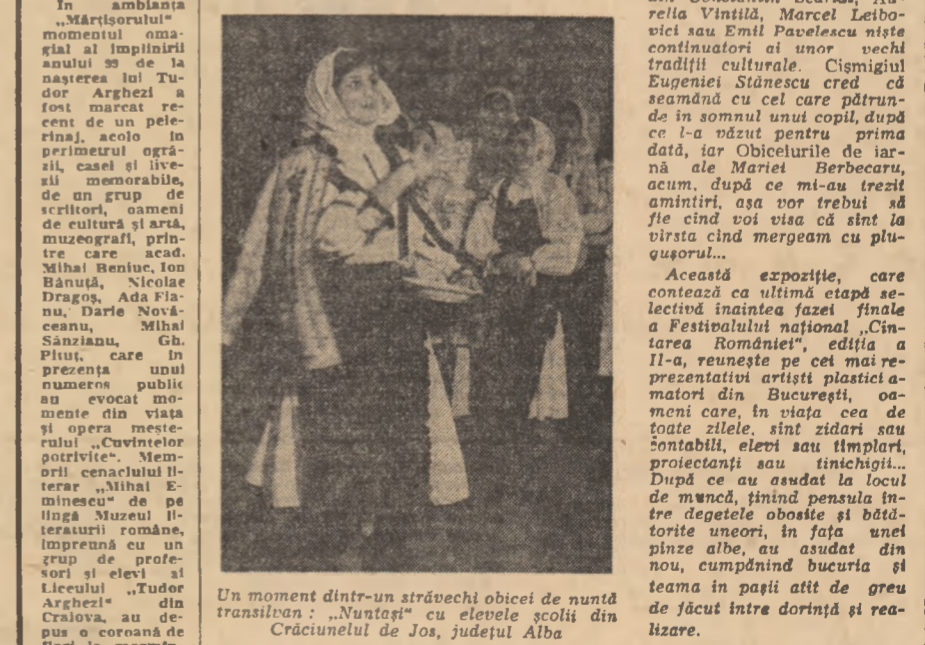 In ambianța
„Mărțișorului“
momentul oma-
gial al împlinirii
anului 99 de la
nașterea lui Tu-
dor Arghezi a
fost marcat re-
cent de un pele-
rinaj, acolo în
perimetrul ogră-
zii, casei și live-
zii memorabile,
de un grup de
scriitori, oameni
de cultură și artă,
muzeografi, prin-
tre care acad.
Mihai Beniuc, Ion
Bănuță, Nicolae
Dragoș, Ada Fla-
nu, Darie Novă-
ceanu, Mihai
Sânzianu, Gh.
Pituț, care în
prezența unui
numeros public
au evocat mo-
mente din viața
și opera mește-
rului „Cuvintelor
potrivite“. Mem-
orii cenaclului li-
terar „Mihai E-
minescu“ de pe
lîngă Muzeul li-
teraturii române,
împreună cu un
grup de profe-
sori și elevi ai
Liceului „Tudor
Arghezi“ din
Craiova, au de-
pus o coroană de
Un moment dintr-un străvechi obicei de nuntă
transilvan : „Nuntași“ cu elevele școlii din
Crăciunelul de Jos, județul Alba
relia Vintilă, Marcel Leibo-
vici sau Emil Pavelescu niște
continuatori ai unor vechi
tradiții culturale. Cișmigiul
Eugeniei Stănescu cred că
seamănă cu cel care pătrun-
de în somnul unui copil, după
ce l-a văzut pentru prima
dată, iar Obiceiurile de iar-
nă ale Mariei Berbecaru,
acum, după ce mi-au trezit
amintiri, așa vor trebui să
fie cînd voi visa că sînt la
vîrsta cînd mergeam cu plu-
gușorul...
Această expoziție, care
contează ca ultimă etapă se-
lectivă înaintea fazei finale
a Festivalului național „Cîn-
tarea României“, ediția a
II-a, reunește pe cei mai re-
prezentativi artiști plastici a-
matori din București, oa-
meni care, în viața cea de
toate zilele, sînt zidari sau
contabili, elevi sau tîmplari,
proiectanți sau tinichigii...
După ce au asudat la locul
de muncă, ținînd pensula în-
tre degetele obosite și bătă-
torite uneori, în fața unei
pînze albe, au asudat din
nou, cumpănind bucuria și
teama în pașii atît de greu
de făcut între dorință și rea-
lizare.